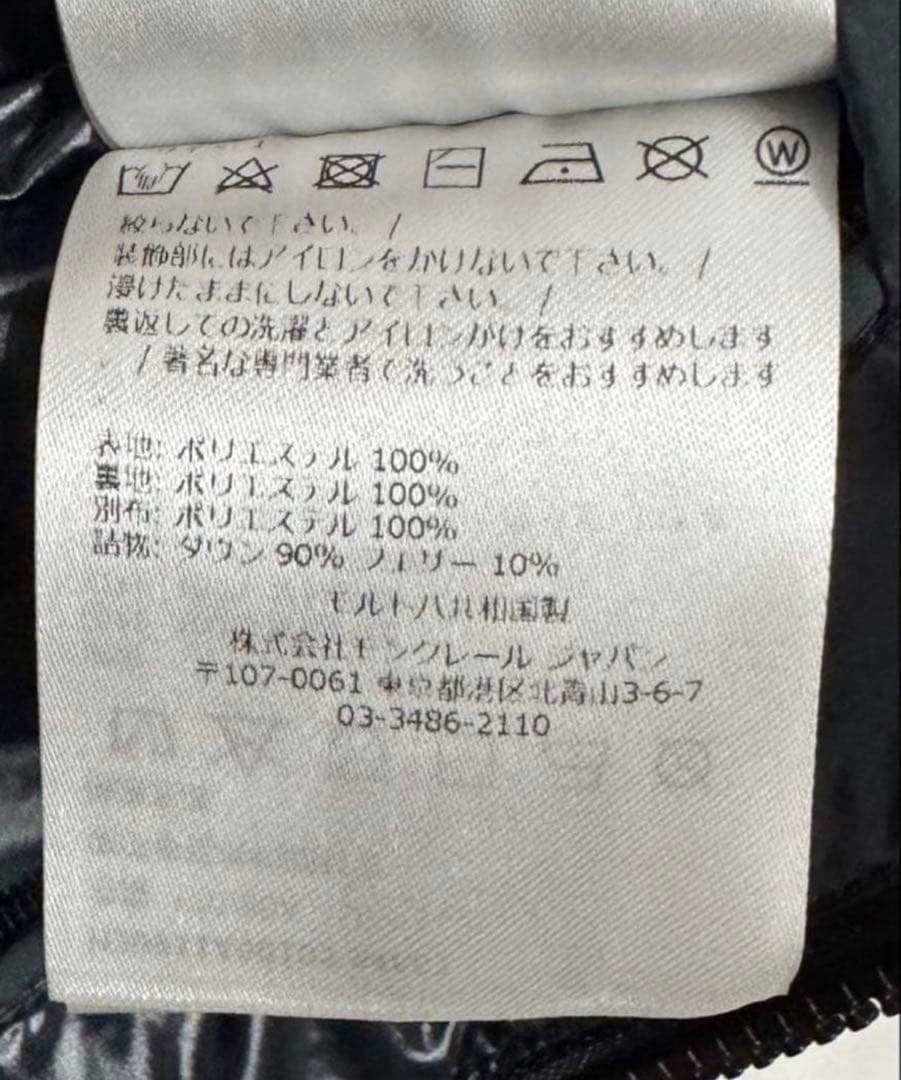 W
絞らないで下さい。 /
装飾部にはアイロンをかけないで下さい。 /
浸けたままにしないで下さい。 /
裏返しての洗濯とアイロンかけをおすすめします
/ 著名な専門業者で洗うことをおすすめします
表地: ポリエステル 100%
裏地: ポリエステル 100%
別布: ポリエステル 100%
詰物: ダウン 90% フェザー 10%
モルドバ共和国製
株式会社モンクレール ジャパン
〒107-0061 東京都港区北青山3-6-7
03-3486-2110